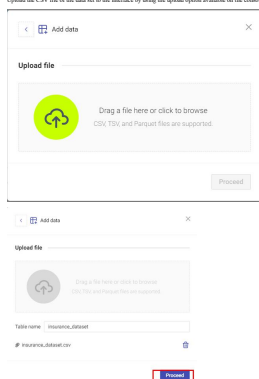 Upload the CSV file of the data set to the interface by using the upload option available on the
Add data
Upload file
Drag a file here or click to browse
CSV, TSV, and Parquet files are supported.
Proceed
Add data
Upload file
Drag a file here or click to browse
CSV, TSV, and Parquet files are supported.
Table name insurance_dataset
insurance_dataset.csv
Proceed